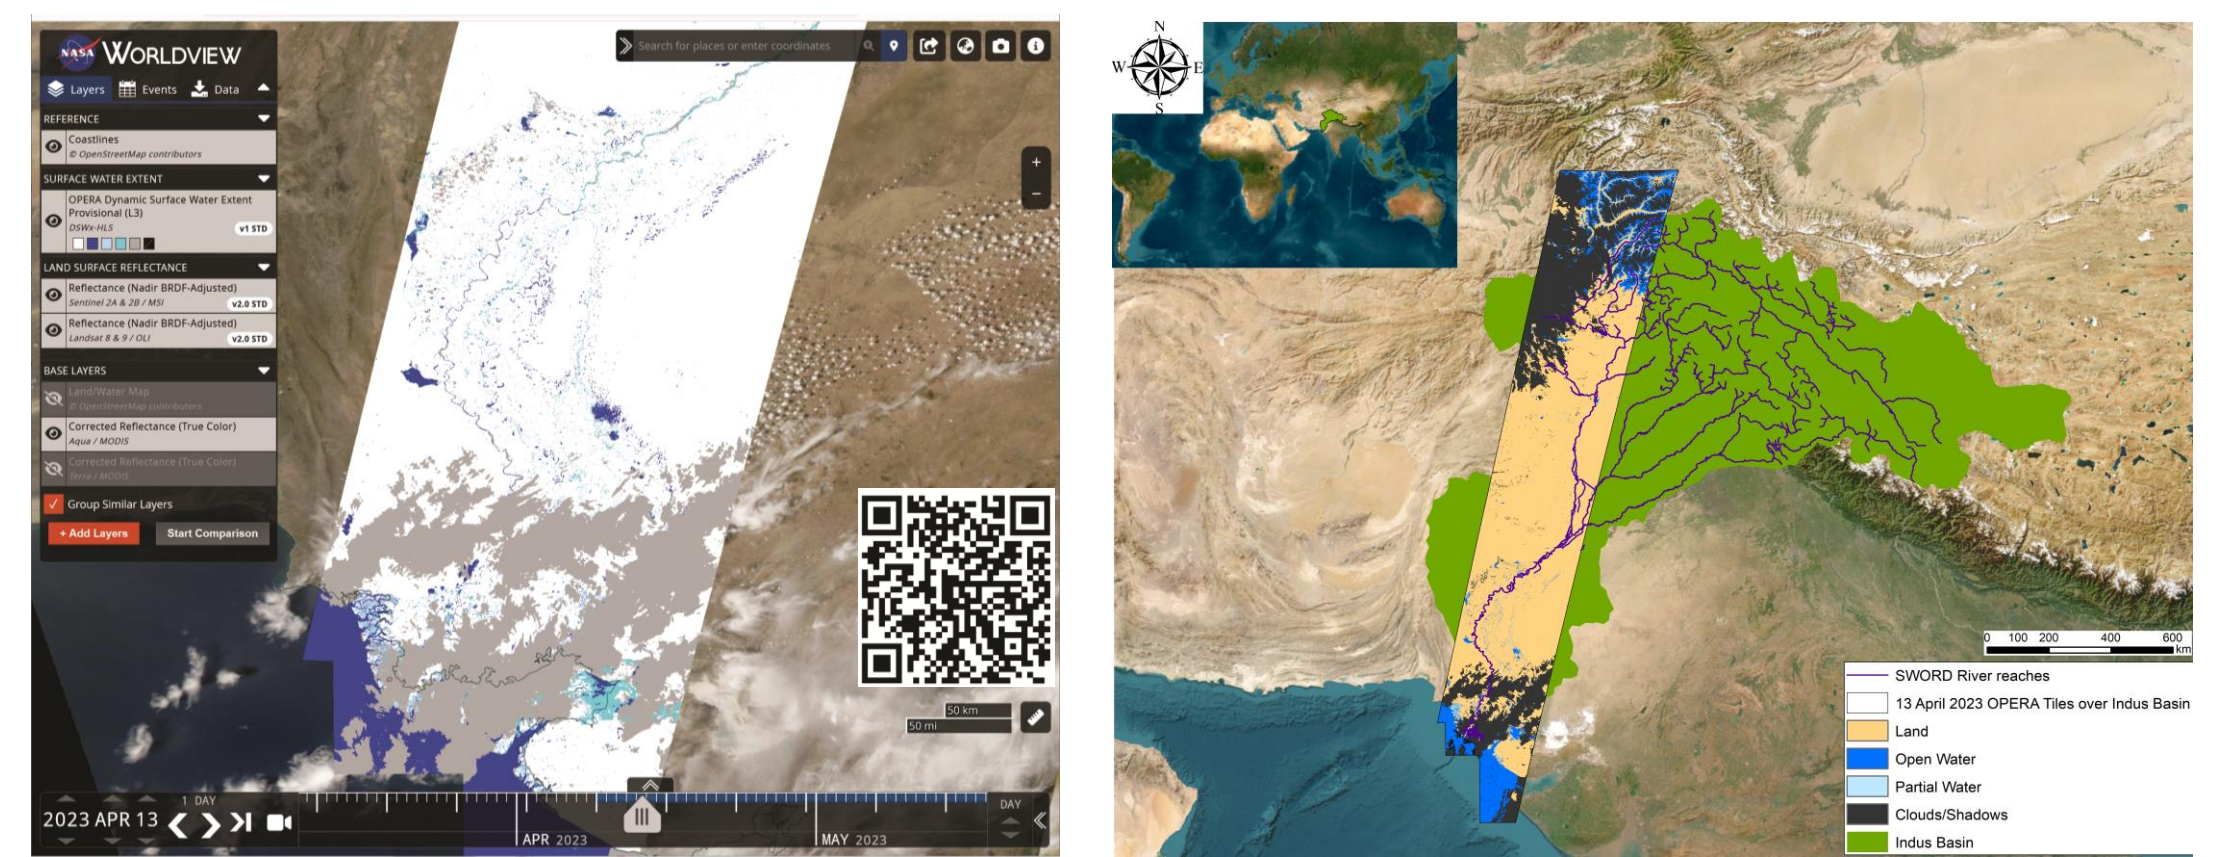 NASA WORLDVIEW
Layers Events Data
REFERENCE
Coastlines
© OpenStreetMap contributors
SURFACE WATER EXTENT
OPERA Dynamic Surface Water Extent
Provisional (L3)
DSWx-HLS
v1 STD
LAND SURFACE REFLECTANCE
Reflectance (Nadir BRDF-Adjusted)
Sentinel 2A & 2B / MSI
v2.0 STD
Reflectance (Nadir BRDF-Adjusted)
Landsat 8 & 9 / OLI
v2.0 STD
BASE LAYERS
Land/Water Map
© OpenStreetMap contributors
Corrected Reflectance (True Color)
Aqua / MODIS
Corrected Reflectance (True Color)
Terra / MODIS
Group Similar Layers
+ Add Layers Start Comparison
Search for places or enter coordinates
+
−
50 km
50 mi
1 DAY
2023 APR 13
APR 2023
MAY 2023
DAY
N
W E
S
0 100 200 400 600
km
SWORD River reaches
13 April 2023 OPERA Tiles over Indus Basin
Land
Open Water
Partial Water
Clouds/Shadows
Indus Basin